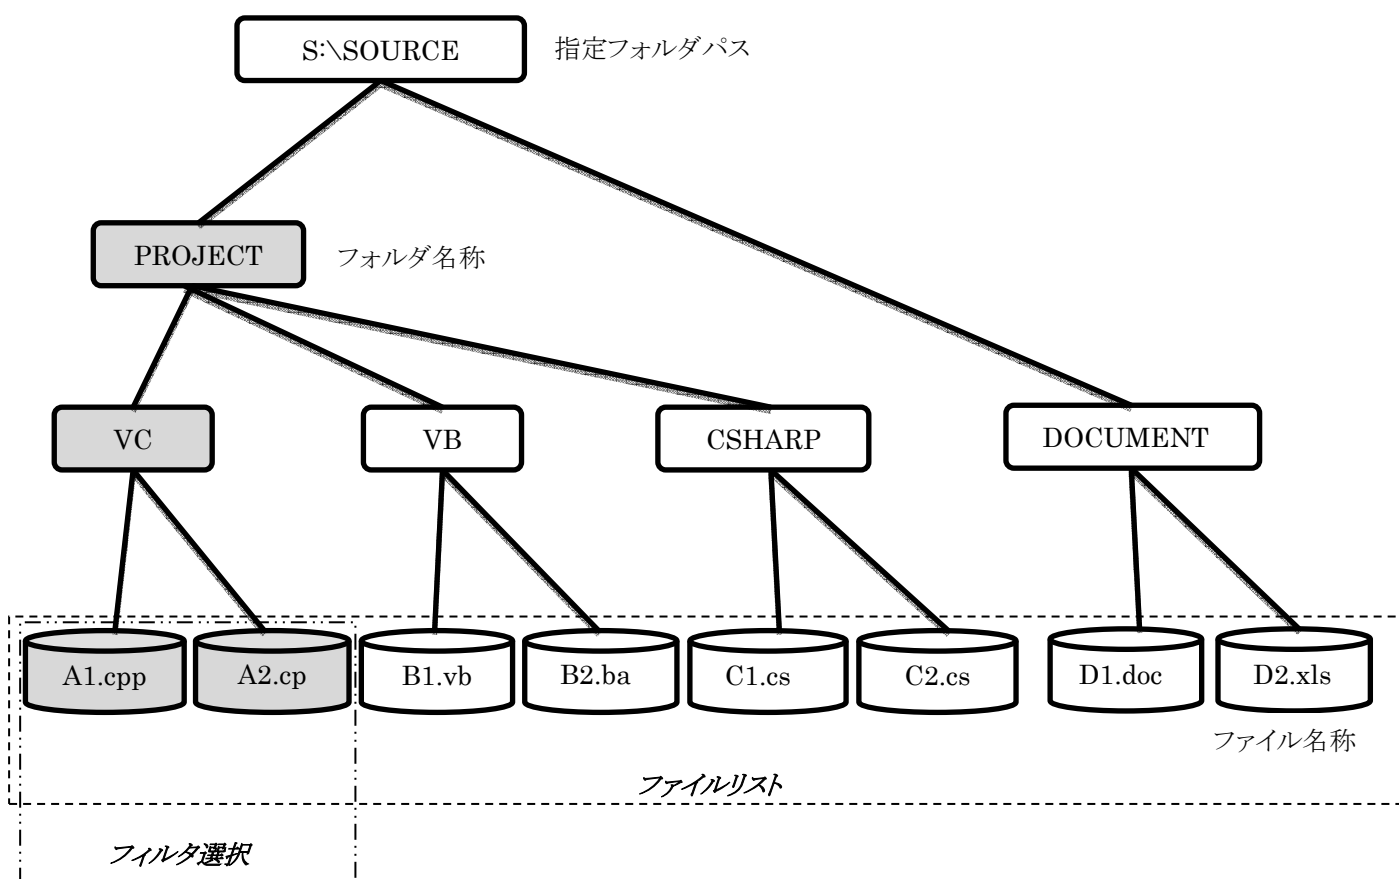 S:\SOURCE
指定フォルダパス
PROJECT
フォルダ名称
VC
VB
CSHARP
DOCUMENT
A1.cpp
A2.cp
B1.vb
B2.ba
C1.cs
C2.cs
D1.doc
D2.xls
ファイル名称
ファイルリスト
フィルタ選択